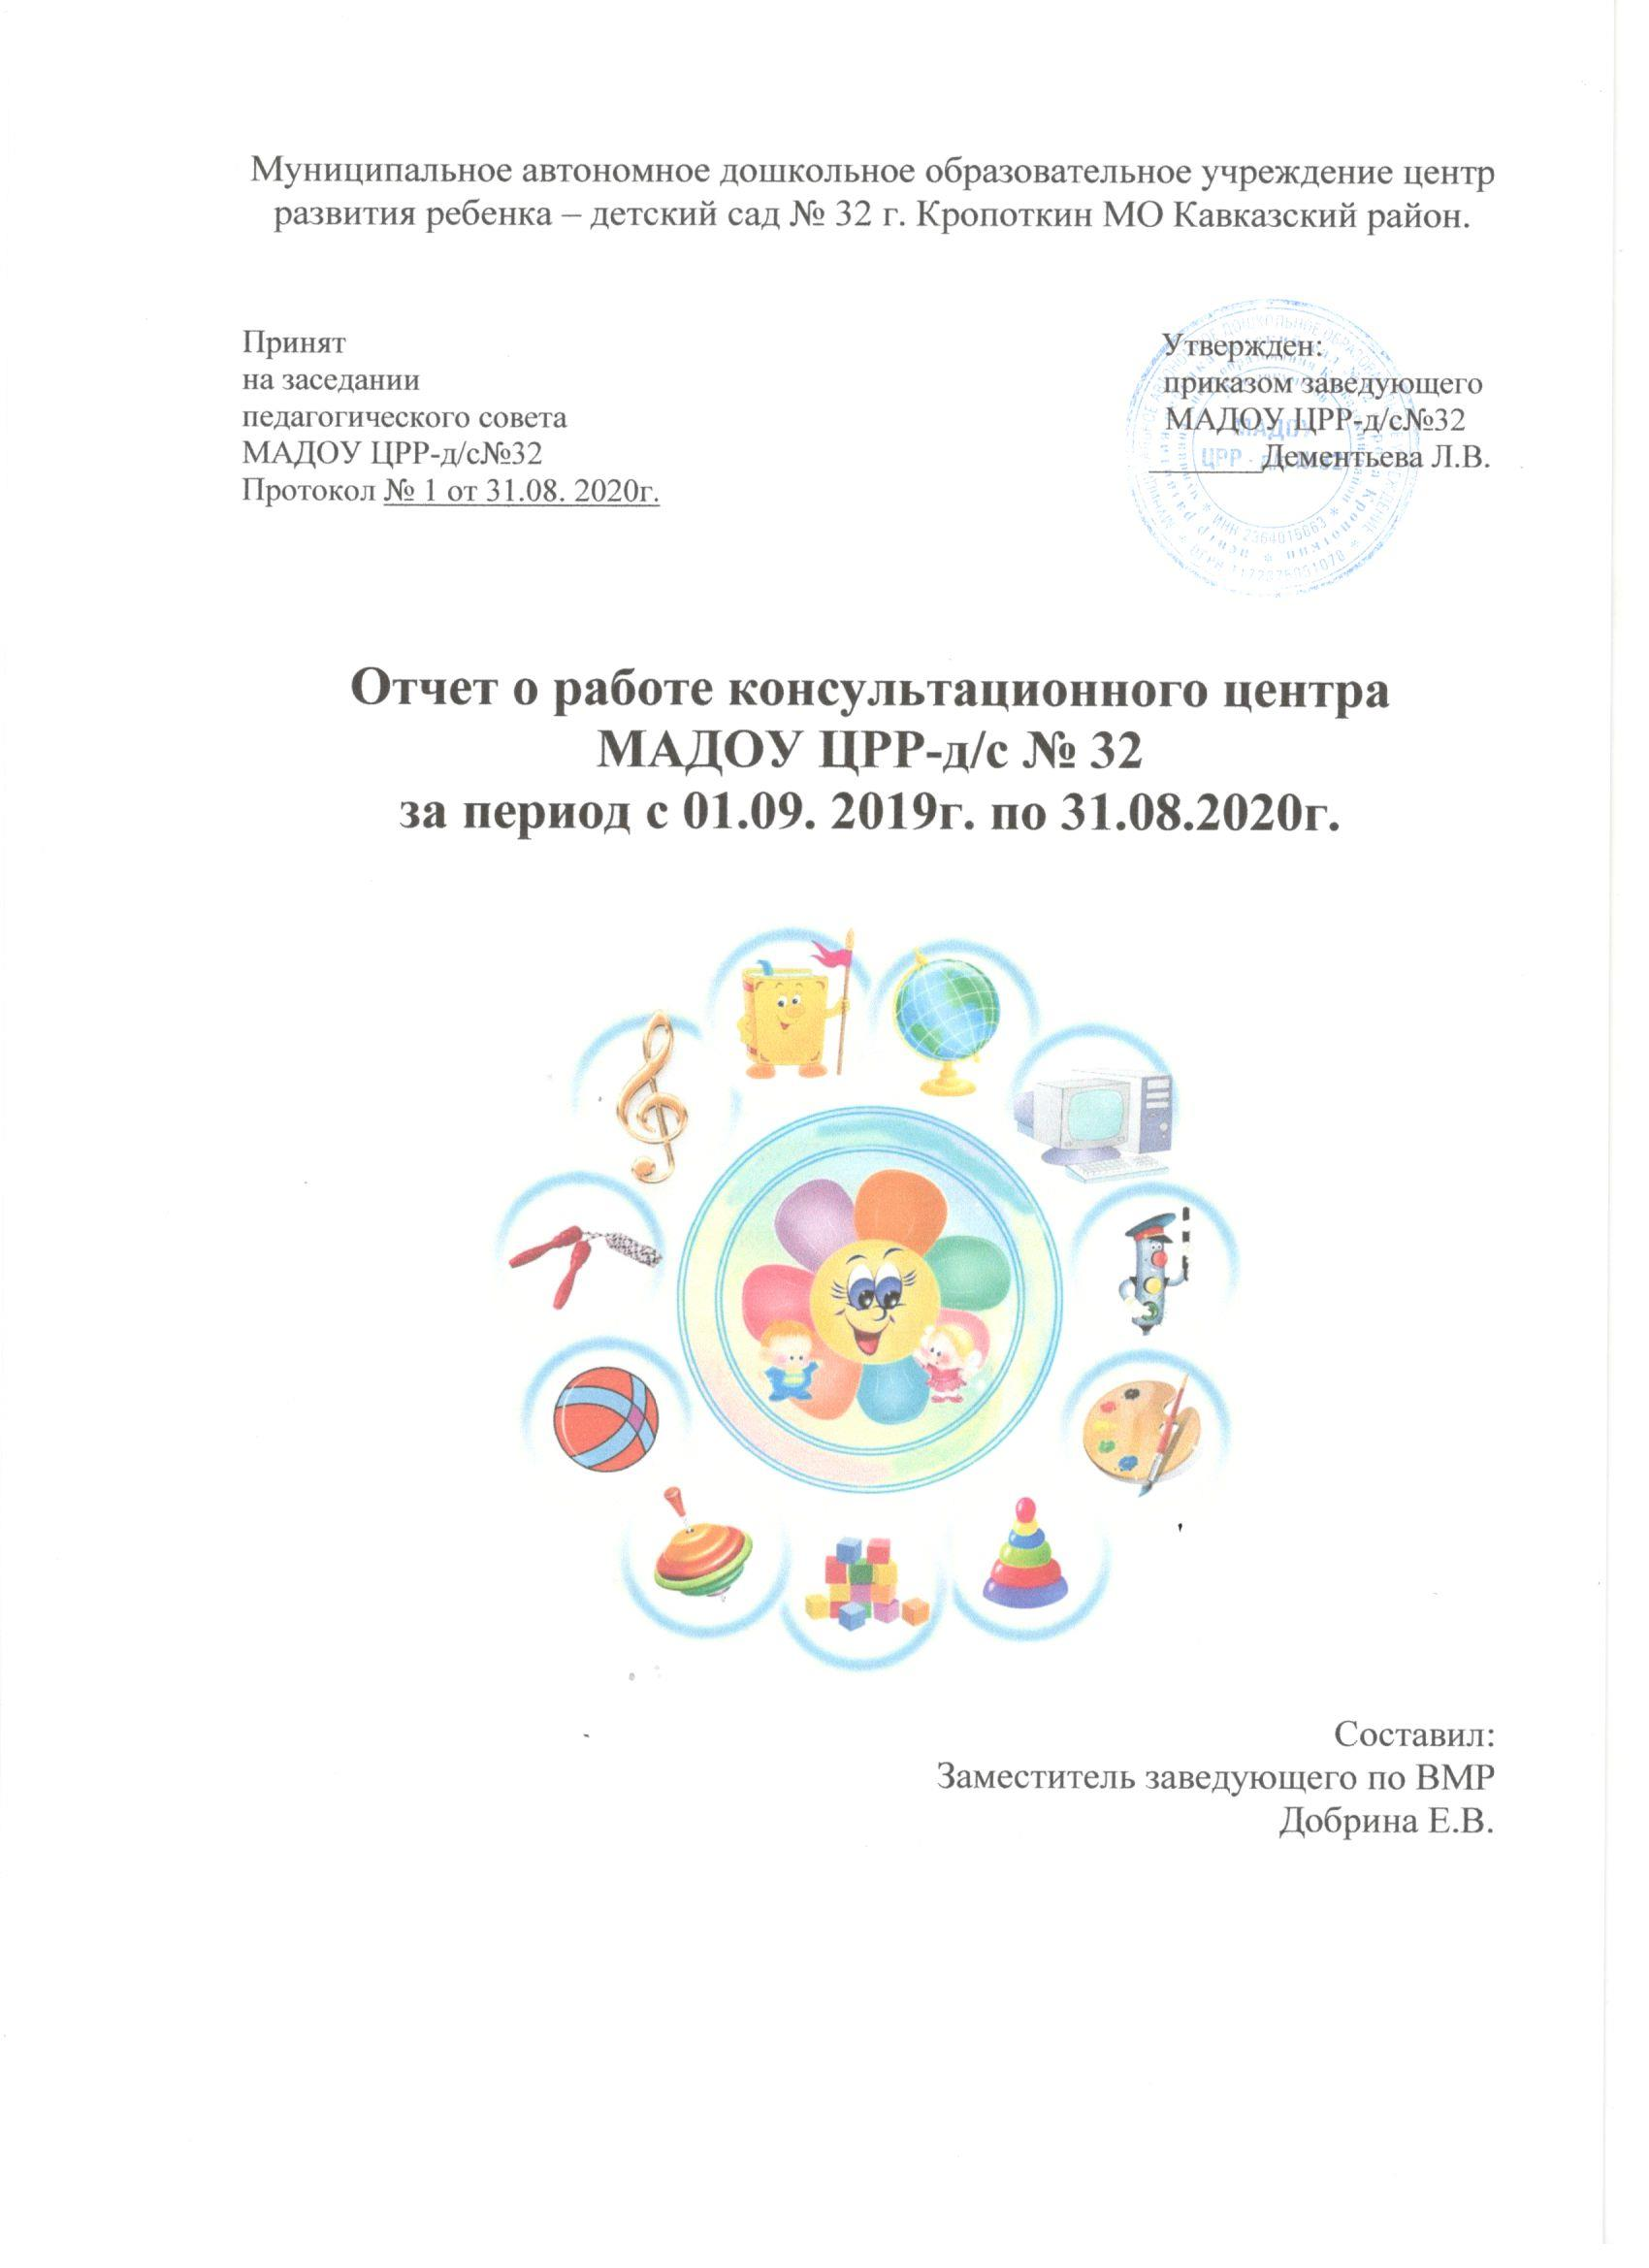 Муниципальное автономное дошкольное образовательное учреждение центр
развития ребенка – детский сад № 32 г. Кропоткин МО Кавказский район.
Принят
на заседании
педагогического совета
МАДОУ ЦРР-д/с№32
Протокол № 1 от 31.08. 2020г.
Утвержден:
приказом заведующего
МАДОУ ЦРР-д/с№32
_______Дементьева Л.В.
МАДОУ
ЦРР
Отчет о работе консультационного центра
МАДОУ ЦРР-д/с № 32
за период с 01.09. 2019г. по 31.08.2020г.
Составил:
Заместитель заведующего по ВМР
Добрина Е.В.